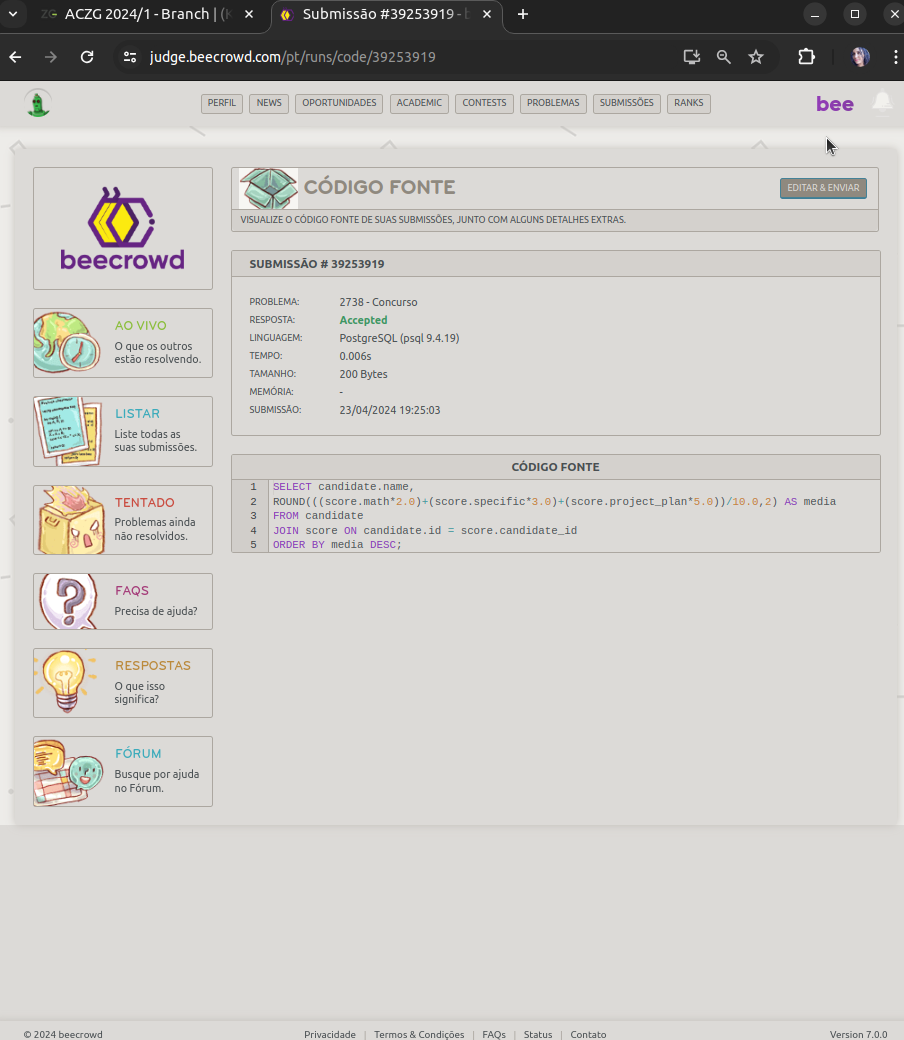 ACZG 2024/1 - Branch | (K
Submissão #39253919 - b
judge.beecrowd.com/pt/runs/code/39253919
PERFIL NEWS OPORTUNIDADES ACADEMIC CONTESTS PROBLEMAS SUBMISSÕES RANKS bee
beecrowd
AO VIVO
O que os outros
estão resolvendo.
LISTAR
Liste todas as
suas submissões.
TENTADO
Problemas ainda
não resolvidos.
FAQS
Precisa de ajuda?
RESPOSTAS
O que isso
significa?
FÓRUM
Busque por ajuda
no Fórum.
CÓDIGO FONTE
EDITAR & ENVIAR
VISUALIZE O CÓDIGO FONTE DE SUAS SUBMISSÕES, JUNTO COM ALGUNS DETALHES EXTRAS.
SUBMISSÃO # 39253919
PROBLEMA: 2738 - Concurso
RESPOSTA: Accepted
LINGUAGEM: PostgreSQL (psql 9.4.19)
TEMPO: 0.006s
TAMANHO: 200 Bytes
MEMÓRIA: -
SUBMISSÃO: 23/04/2024 19:25:03
CÓDIGO FONTE
1 SELECT candidate.name,
2 ROUND(((score.math*2.0)+(score.specific*3.0)+(score.project_plan*5.0))/10.0,2) AS media
3 FROM candidate
4 JOIN score ON candidate.id = score.candidate_id
5 ORDER BY media DESC;
© 2024 beecrowd Privacidade | Termos & Condições | FAQs | Status | Contato Version 7.0.0